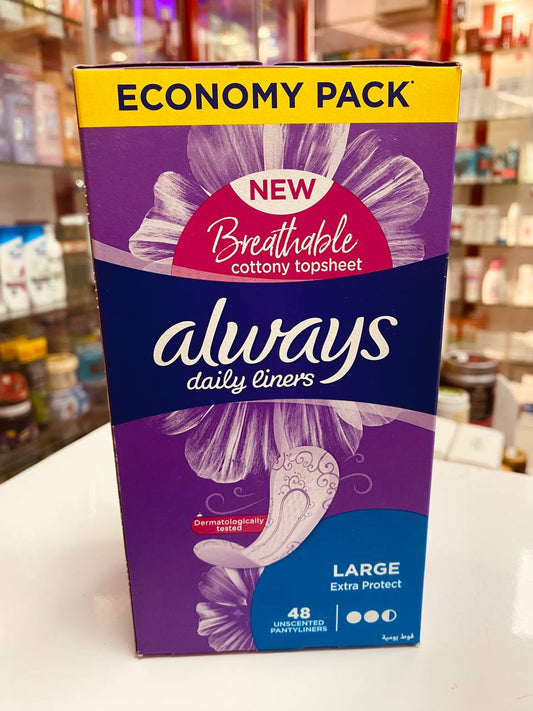 ECONOMY PACK*
NEW
Breathable
cottony topsheet
always
daily liners
Dermatologically
tested
LARGE
Extra Protect
48
UNSCENTED
PANTYLINERS
فوط يومية